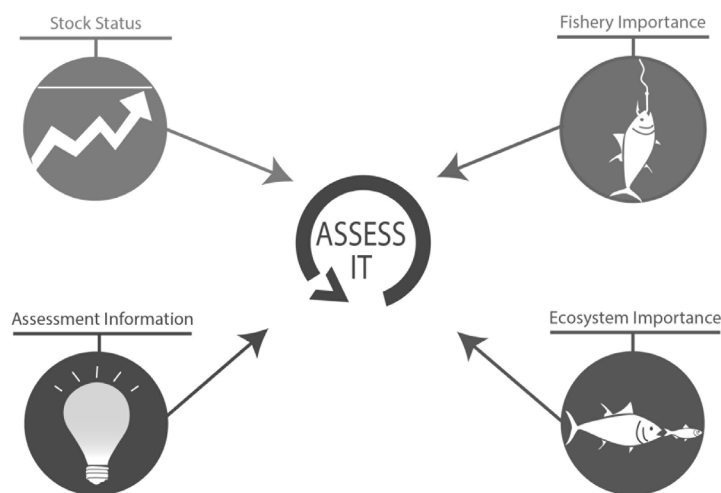 Stock Status
Fishery Importance
ASSESS
IT
Assessment Information
Ecosystem Importance